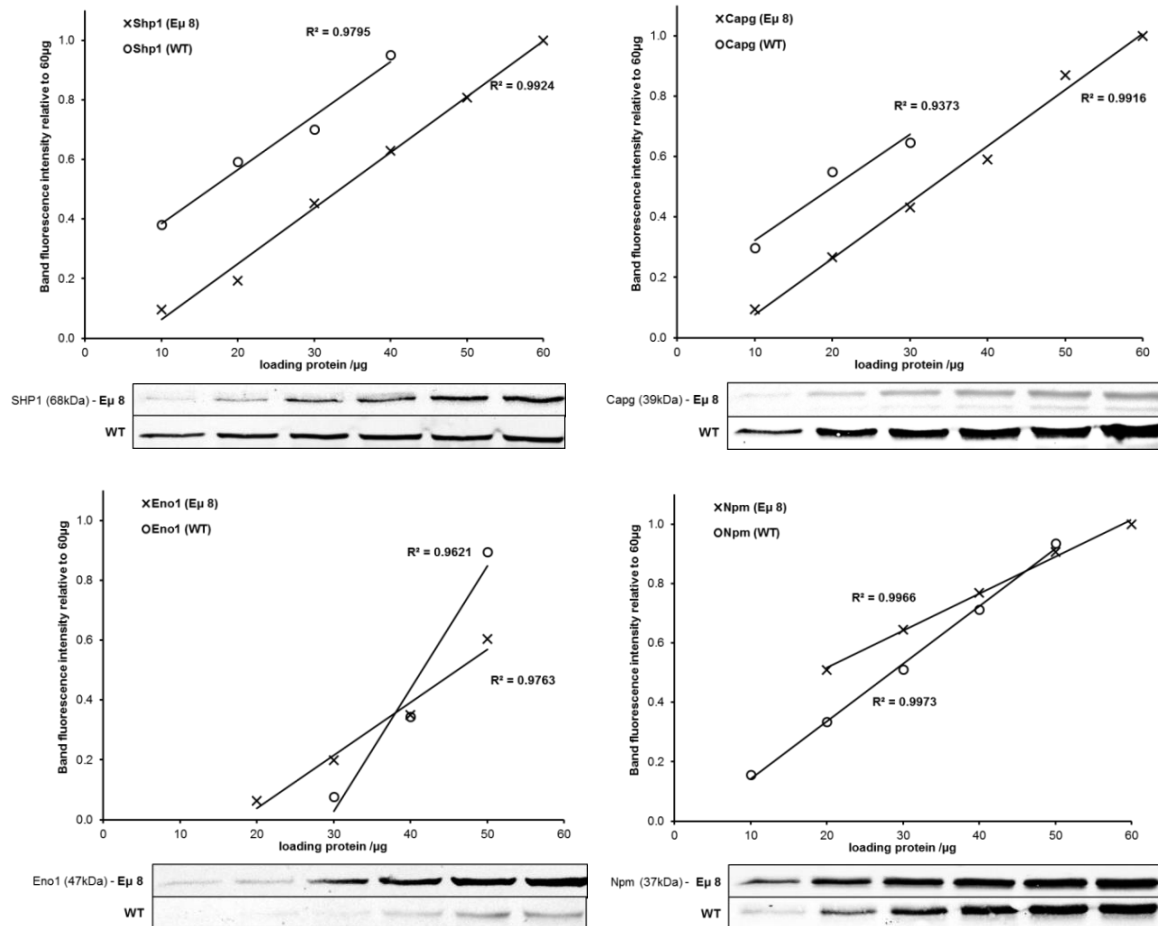 ×Shp1 (Eµ 8)
OShp1 (WT)
R² = 0.9795
R² = 0.9924
Band fluorescence intensity relative to 60µg
1.0
0.8
0.6
0.4
0.2
0.0
0 10 20 30 40 50 60
loading protein /µg
SHP1 (68kDa) - Eµ 8
WT
×Capg (Eµ 8)
OCapg (WT)
R² = 0.9373
R² = 0.9916
Band fluorescence intensity relative to 60µg
1.0
0.8
0.6
0.4
0.2
0.0
0 10 20 30 40 50 60
loading protein /µg
Capg (39kDa) - Eµ 8
WT
×Eno1 (Eµ 8)
OEno1 (WT)
R² = 0.9621
R² = 0.9763
Band fluorescence intensity relative to 60µg
1.0
0.8
0.6
0.4
0.2
0.0
0 10 20 30 40 50 60
loading protein /µg
Eno1 (47kDa) - Eµ 8
WT
×Npm (Eµ 8)
ONpm (WT)
R² = 0.9966
R² = 0.9973
Band fluorescence intensity relative to 60µg
1.0
0.8
0.6
0.4
0.2
0.0
0 10 20 30 40 50 60
loading protein /µg
Npm (37kDa) - Eµ 8
WT